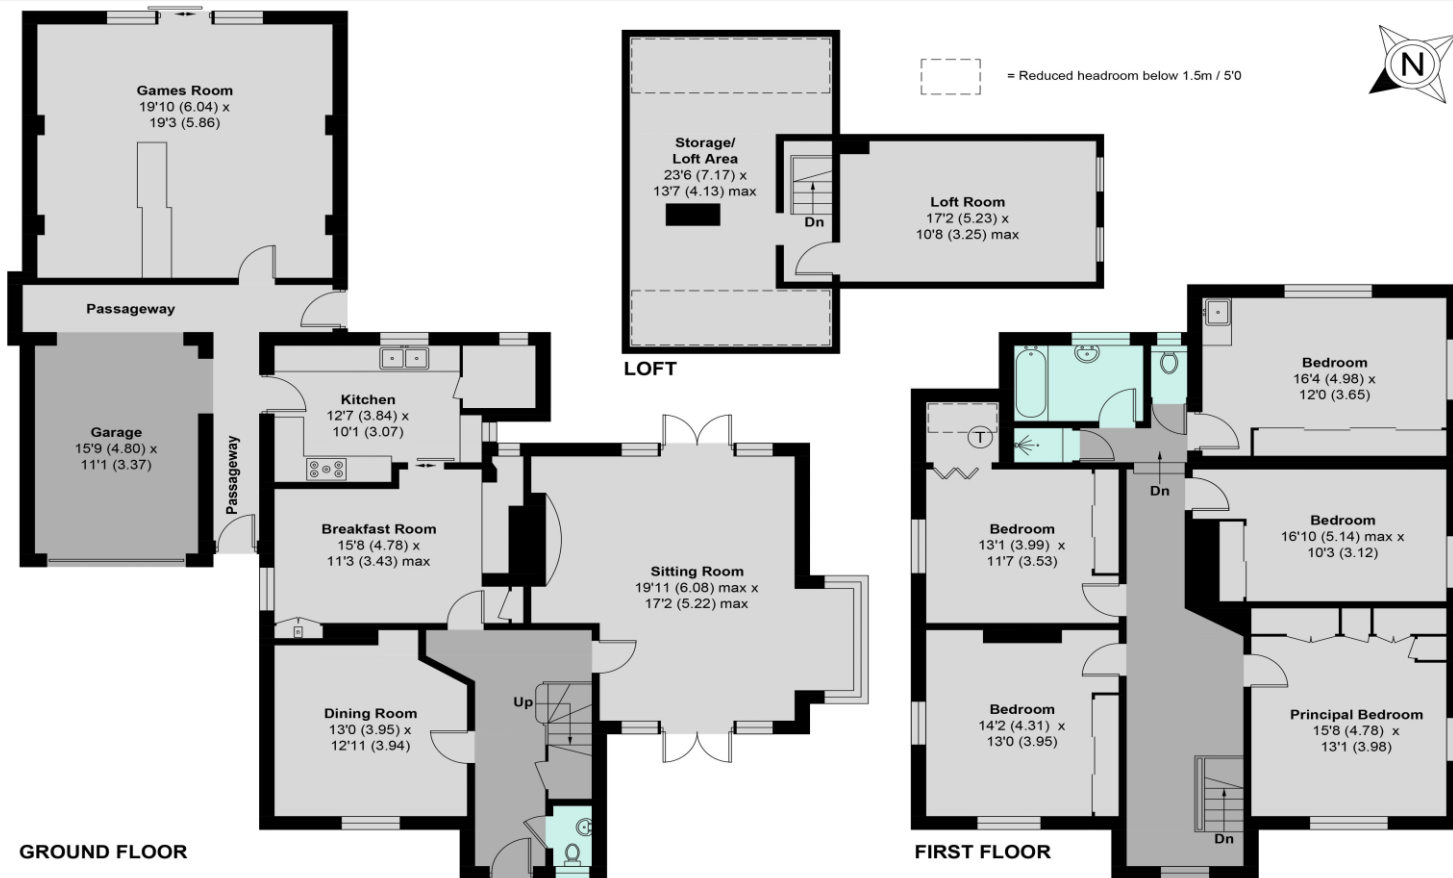 Games Room
19'10 (6.04) x
19'3 (5.86)
Passageway
Garage
15'9 (4.80) x
11'1 (3.37)
Passageway
Kitchen
12'7 (3.84) x
10'1 (3.07)
Breakfast Room
15'8 (4.78) x
11'3 (3.43) max
Sitting Room
19'11 (6.08) max x
17'2 (5.22) max
Dining Room
13'0 (3.95) x
12'11 (3.94)
Up
GROUND FLOOR
Storage/
Loft Area
23'6 (7.17) x
13'7 (4.13) max
Dn
Loft Room
17'2 (5.23) x
10'8 (3.25) max
LOFT
= Reduced headroom below 1.5m / 5'0
N
Bedroom
16'4 (4.98) x
12'0 (3.65)
T
Dn
Bedroom
13'1 (3.99) x
11'7 (3.53)
Bedroom
16'10 (5.14) max x
10'3 (3.12)
Bedroom
14'2 (4.31) x
13'0 (3.95)
Principal Bedroom
15'8 (4.78) x
13'1 (3.98)
Dn
FIRST FLOOR